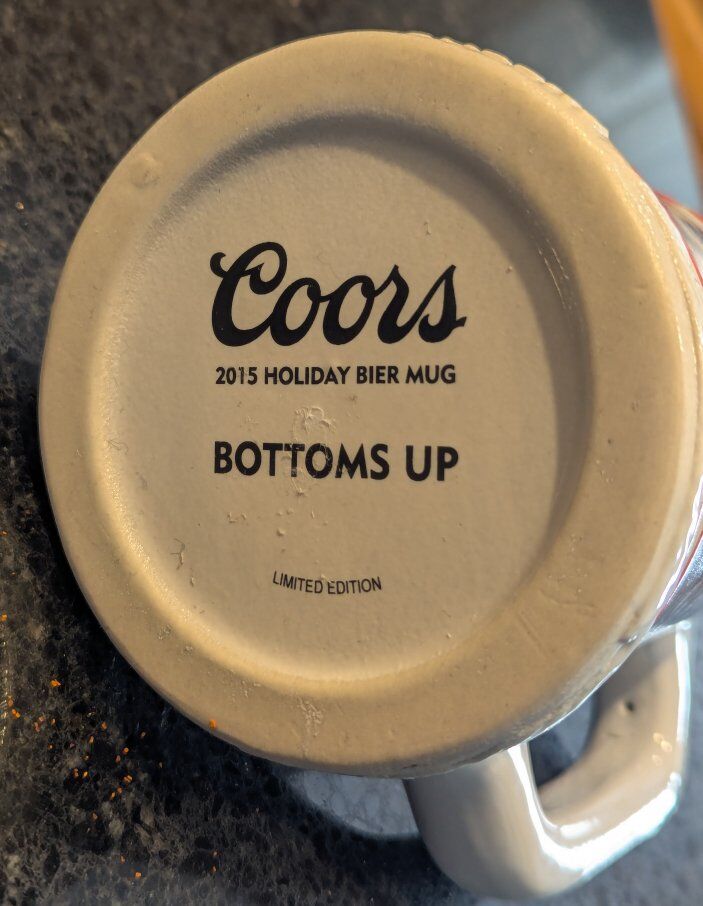 Coors
2015 HOLIDAY BIER MUG
BOTTOMS UP
LIMITED EDITION